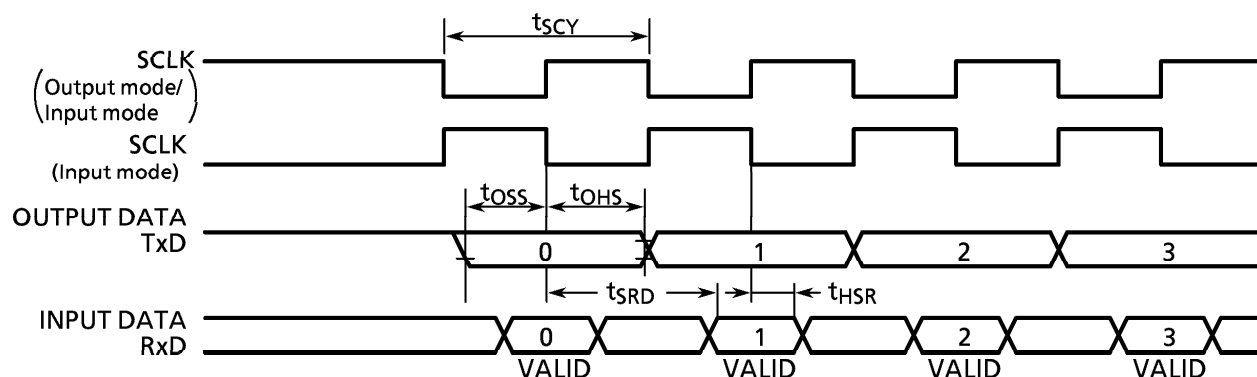 tSCY
SCLK
(Output mode/
Input mode)
SCLK
(Input mode)
tOSS tOHS
OUTPUT DATA
TxD
0 1 2 3
tSRD tHSR
INPUT DATA
RxD
0 1 2 3
VALID VALID VALID VALID